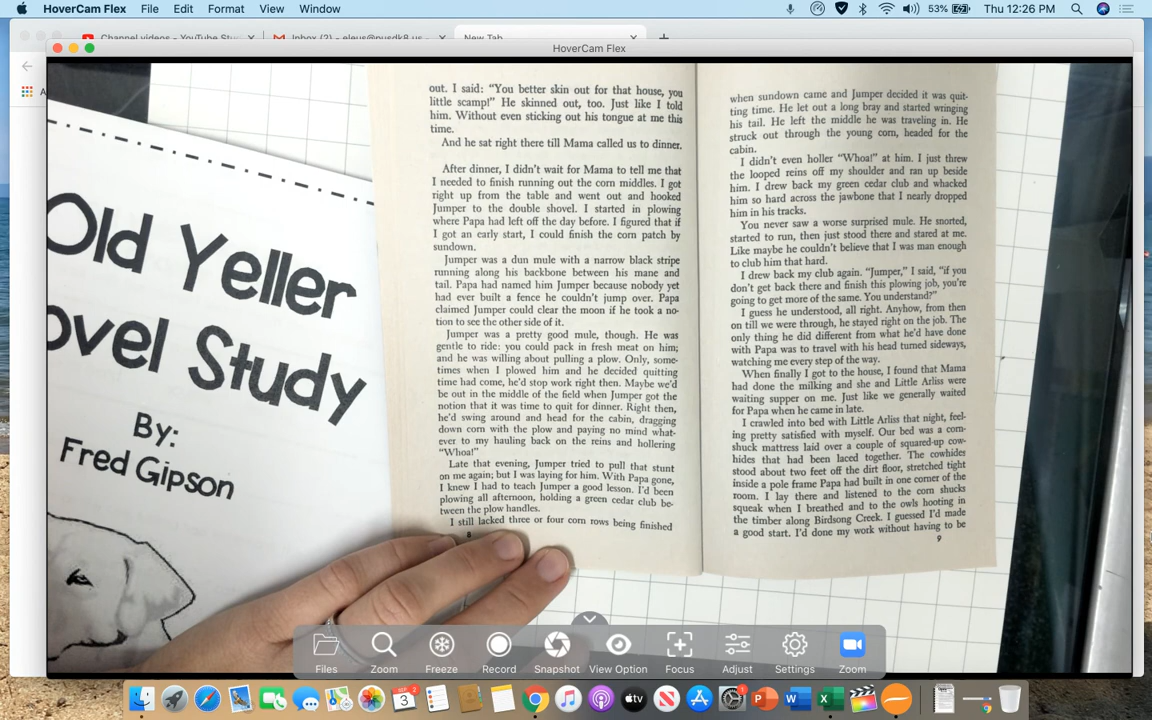 HoverCam Flex File Edit Format View Window 53% Thu 12:26 PM
Channel videos - YouTube Stu
New Tab
HoverCam Flex
Old Yeller
ovel Study
By:
Fred Gipson
out. I said: “You better skin out for that house, you
little scamp!” He skinned out, too. Just like I told
him. Without even sticking out his tongue at me this
time.
And he sat right there till Mama called us to dinner.
After dinner, I didn’t wait for Mama to tell me that
I needed to finish running out the corn middles. I got
right up from the table and went out and hooked
Jumper to the double shovel. I started in plowing
where Papa had left off the day before. I figured that if
I got an early start, I could finish the corn patch by
sundown.
Jumper was a dun mule with a narrow black stripe
running along his backbone between his mane and
tail. Papa had named him Jumper because nobody yet
had ever built a fence he couldn’t jump over. Papa
claimed Jumper could clear the moon if he took a no-
tion to see the other side of it.
Jumper was a pretty good mule, though. He was
gentle to ride: you could pack in fresh meat on him;
and he was willing about pulling a plow. Only, some-
times when I plowed him and he decided quitting
time had come, he’d stop work right then. Maybe we’d
be out in the middle of the field when Jumper got the
notion that it was time to quit for dinner. Right then,
he’d swing around and head for the cabin, dragging
down corn with the plow and paying no mind what-
ever to my hauling back on the reins and hollering
“Whoa!”
Late that evening, Jumper tried to pull that stunt
on me again; but I was laying for him. With Papa gone,
I knew I had to teach Jumper a good lesson. I’d been
plowing all afternoon, holding a green cedar club be-
tween the plow handles.
I still lacked three or four corn rows being finished
8
when sundown came and Jumper decided it was quit-
ting time. He let out a long bray and started wringing
his tail. He left the middle he was traveling in. He
struck out through the young corn, headed for the
cabin.
I didn’t even holler “Whoa!” at him. I just threw
the looped reins off my shoulder and ran up beside
him. I drew back my green cedar club and whacked
him so hard across the jawbone that I nearly dropped
him in his tracks.
You never saw a worse surprised mule. He snorted,
started to run, then just stood there and stared at me.
Like maybe he couldn’t believe that I was man enough
to club him that hard.
I drew back my club again. “Jumper,” I said, “if you
don’t get back there and finish this plowing job, you’re
going to get more of the same. You understand?”
I guess he understood, all right. Anyhow, from then
on till we were through, he stayed right on the job. The
only thing he did different from what he’d have done
with Papa was to travel with his head turned sideways,
watching me every step of the way.
When finally I got to the house, I found that Mama
had done the milking and she and Little Arliss were
waiting supper on me. Just like we generally waited
for Papa when he came in late.
I crawled into bed with Little Arliss that night, feel-
ing pretty satisfied with myself. Our bed was a corn-
shuck mattress laid over a couple of squared-up cow-
hides that had been laced together. The cowhides
stood about two feet off the dirt floor, stretched tight
inside a pole frame Papa had built in one corner of the
room. I lay there and listened to the corn shucks
squeak when I breathed and to the owls hooting in
the timber along Birdsong Creek. I guessed I’d made
a good start. I’d done my work without having to be
9
Files Zoom Freeze Record Snapshot View Option Focus Adjust Settings Zoom